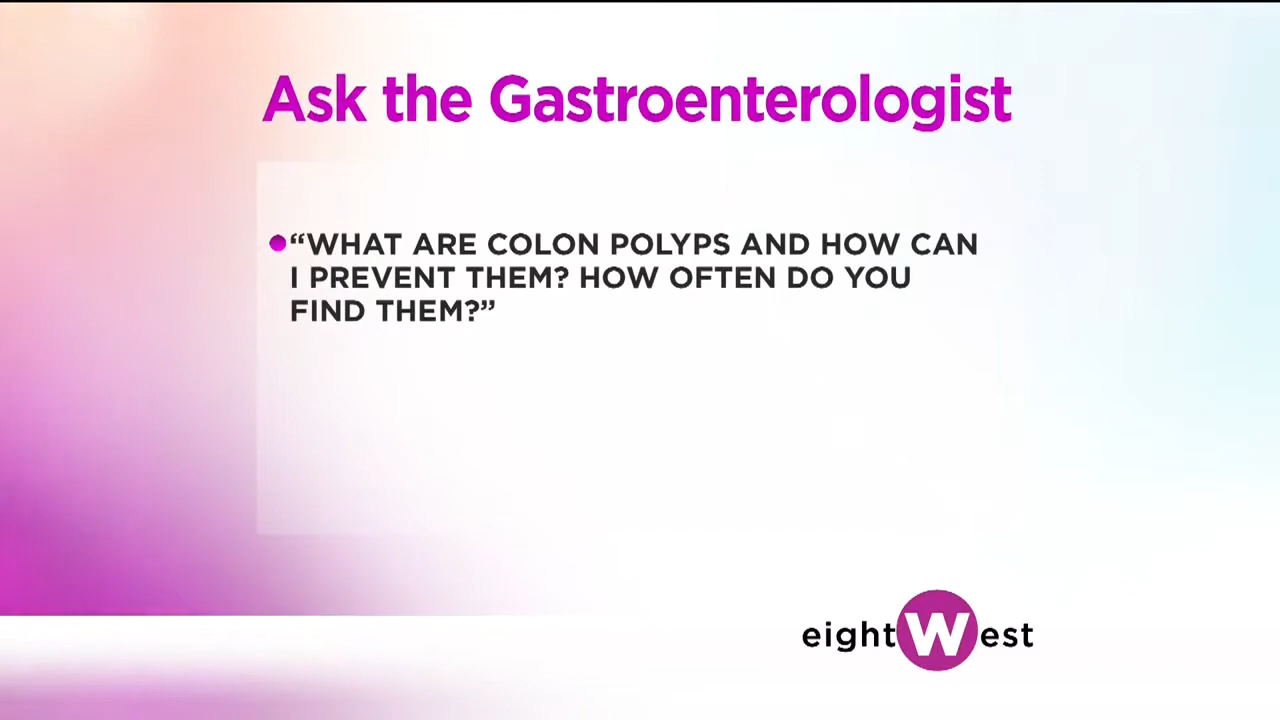 Ask the Gastroenterologist
“WHAT ARE COLON POLYPS AND HOW CAN
I PREVENT THEM? HOW OFTEN DO YOU
FIND THEM?”
eightWest